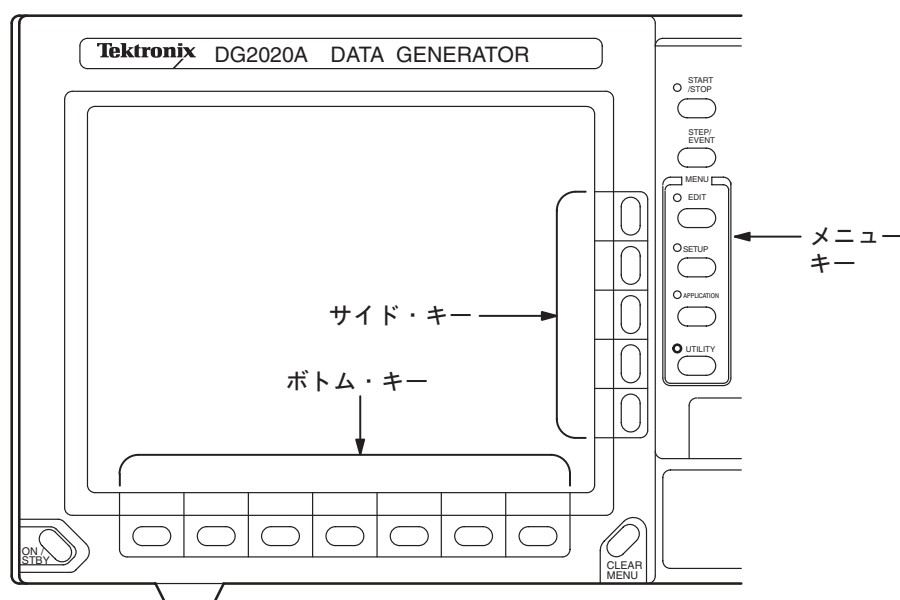 Tektronix DG2020A DATA GENERATOR
START
/STOP
STEP/
EVENT
MENU
EDIT
SETUP
APPLICATION
UTILITY
メニュー
キー
サイド・キー
ボトム・キー
ON /
STBY
CLEAR
MENU